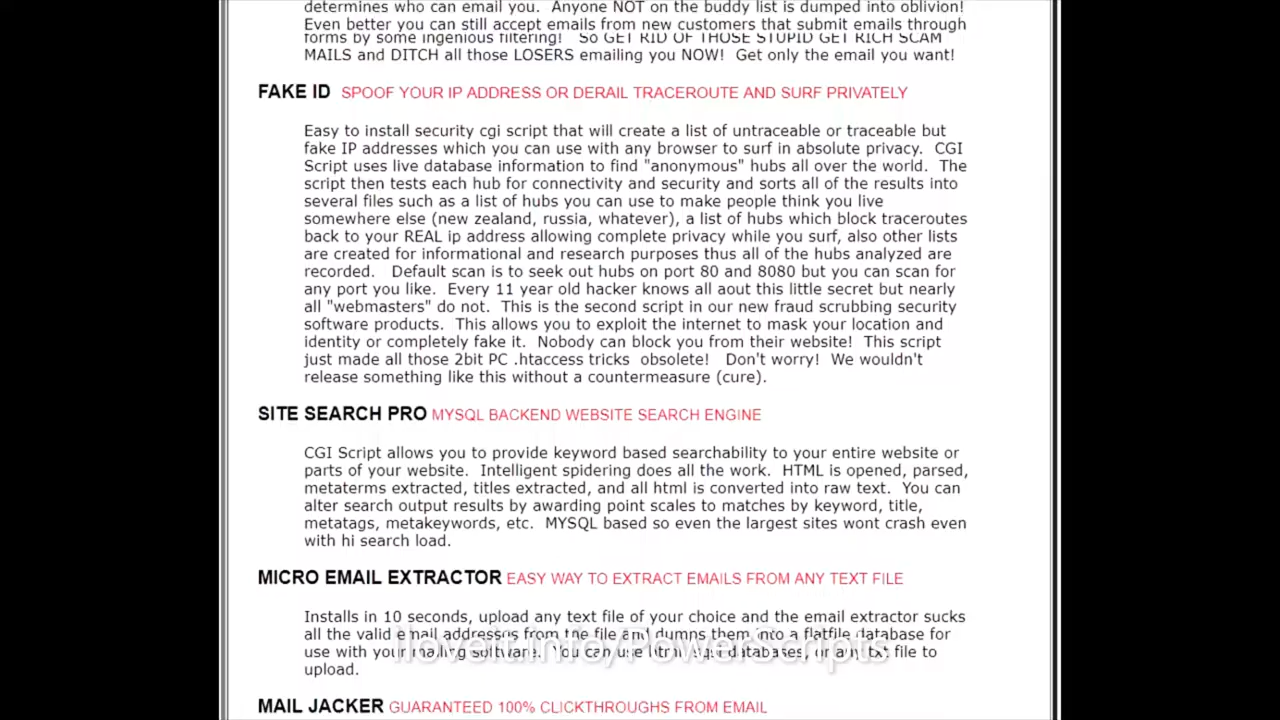 determines who can email you.  Anyone NOT on the buddy list is dumped into oblivion!
Even better you can still accept emails from new customers that submit emails through
forms by some ingenious filtering!   So GET RID OF THOSE STUPID GET RICH SCAM
MAILS and DITCH all those LOSERS emailing you NOW!  Get only the email you want!
FAKE ID  SPOOF YOUR IP ADDRESS OR DERAIL TRACEROUTE AND SURF PRIVATELY
Easy to install security cgi script that will create a list of untraceable or traceable but
fake IP addresses which you can use with any browser to surf in absolute privacy.  CGI
Script uses live database information to find "anonymous" hubs all over the world.  The
script then tests each hub for connectivity and security and sorts all of the results into
several files such as a list of hubs you can use to make people think you live
somewhere else (new zealand, russia, whatever), a list of hubs which block traceroutes
back to your REAL ip address allowing complete privacy while you surf, also other lists
are created for informational and research purposes thus all of the hubs analyzed are
recorded.   Default scan is to seek out hubs on port 80 and 8080 but you can scan for
any port you like.  Every 11 year old hacker knows all aout this little secret but nearly
all "webmasters" do not.  This is the second script in our new fraud scrubbing security
software products.  This allows you to exploit the internet to mask your location and
identity or completely fake it.  Nobody can block you from their website!  This script
just made all those 2bit PC .htaccess tricks  obsolete!   Don't worry!  We wouldn't
release something like this without a countermeasure (cure).
SITE SEARCH PRO MYSQL BACKEND WEBSITE SEARCH ENGINE
CGI Script allows you to provide keyword based searchability to your entire website or
parts of your website.  Intelligent spidering does all the work.  HTML is opened, parsed,
metaterms extracted, titles extracted, and all html is converted into raw text.  You can
alter search output results by awarding point scales to matches by keyword, title,
metatags, metakeywords, etc.  MYSQL based so even the largest sites wont crash even
with hi search load.
MICRO EMAIL EXTRACTOR EASY WAY TO EXTRACT EMAILS FROM ANY TEXT FILE
Installs in 10 seconds, upload any text file of your choice and the email extractor sucks
all the valid email addresses from the file and dumps them into a flatfile database for
use with your mailing software.  You can use html, sql databases, or any txt file to
upload.
iloveit.info/PowerScripts
MAIL JACKER GUARANTEED 100% CLICKTHROUGHS FROM EMAIL